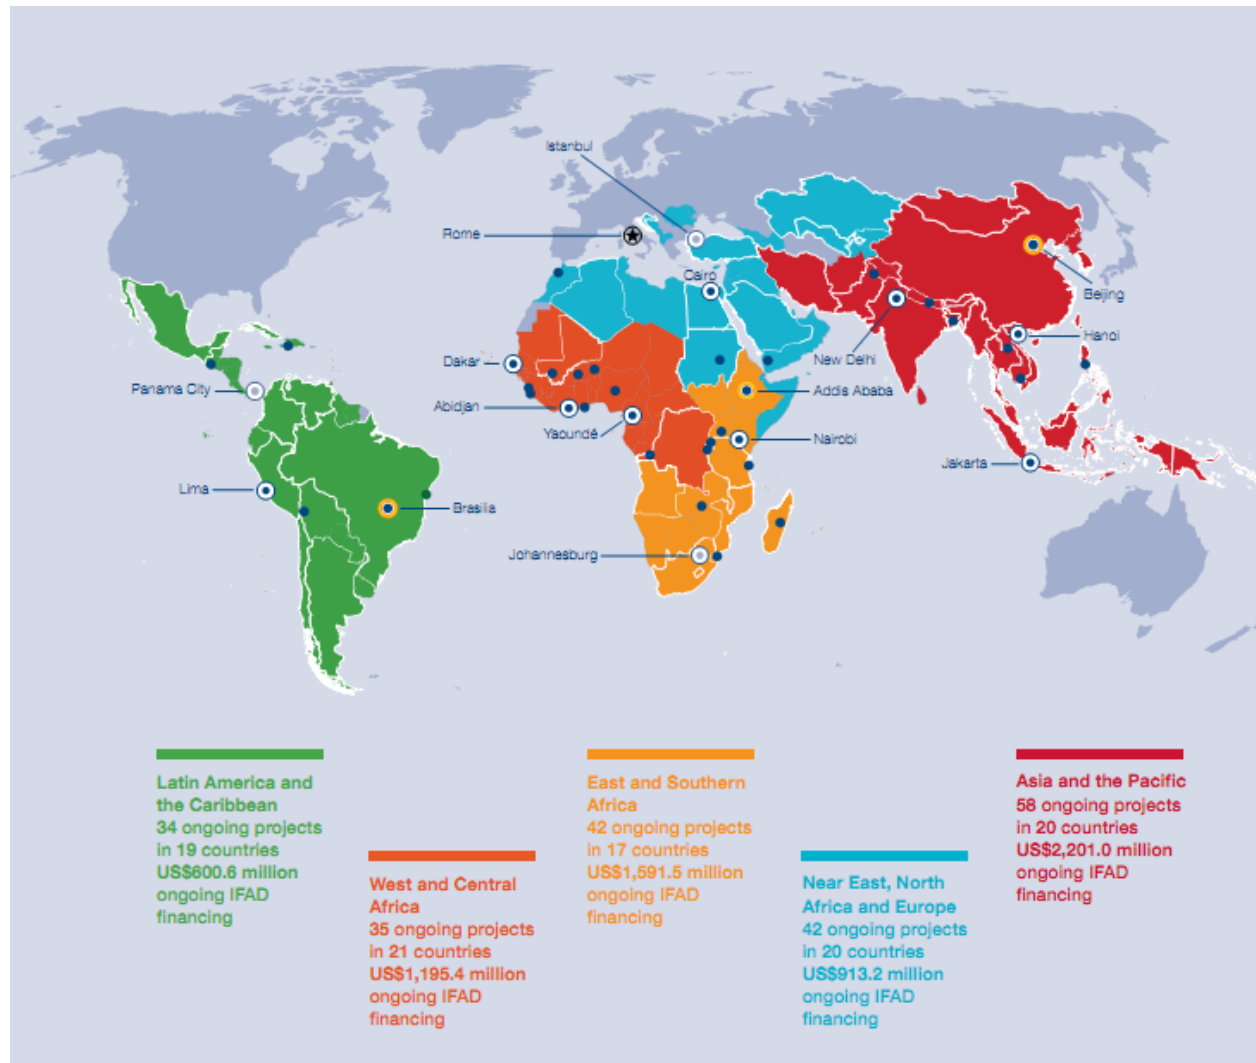 Istanbul
Rome
Cairo
Beijing
Hanoi
Dakar
New Delhi
Panama City
Addis Ababa
Abidjan
Yaoundé
Nairobi
Jakarta
Lima
Brasilia
Johannesburg
Latin America and
the Caribbean
34 ongoing projects
in 19 countries
US$600.6 million
ongoing IFAD
financing
West and Central
Africa
35 ongoing projects
in 21 countries
US$1,195.4 million
ongoing IFAD
financing
East and Southern
Africa
42 ongoing projects
in 17 countries
US$1,591.5 million
ongoing IFAD
financing
Near East, North
Africa and Europe
42 ongoing projects
in 20 countries
US$913.2 million
ongoing IFAD
financing
Asia and the Pacific
58 ongoing projects
in 20 countries
US$2,201.0 million
ongoing IFAD
financing